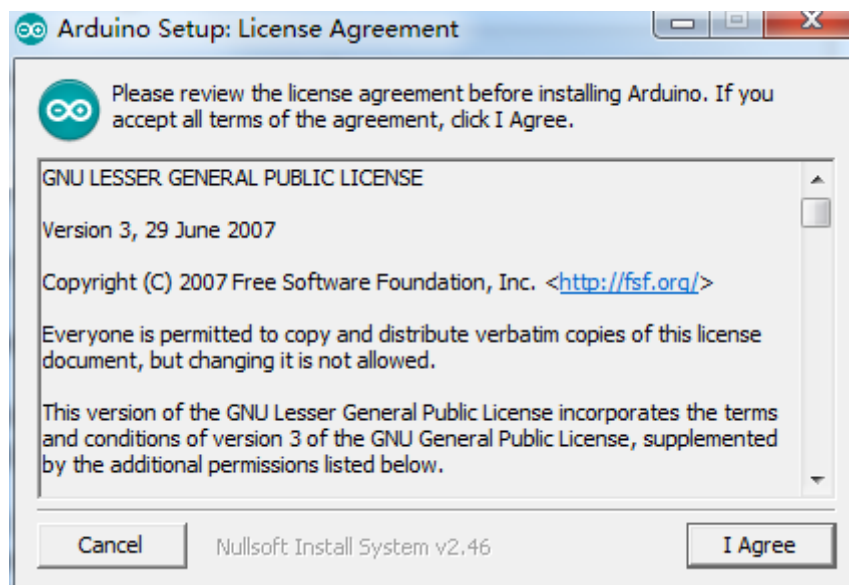 Arduino Setup: License Agreement
Please review the license agreement before installing Arduino. If you
accept all terms of the agreement, click I Agree.
GNU LESSER GENERAL PUBLIC LICENSE
Version 3, 29 June 2007
Copyright (C) 2007 Free Software Foundation, Inc. <http://fsf.org/>
Everyone is permitted to copy and distribute verbatim copies of this license
document, but changing it is not allowed.
This version of the GNU Lesser General Public License incorporates the terms
and conditions of version 3 of the GNU General Public License, supplemented
by the additional permissions listed below.
Cancel
Nullsoft Install System v2.46
I Agree